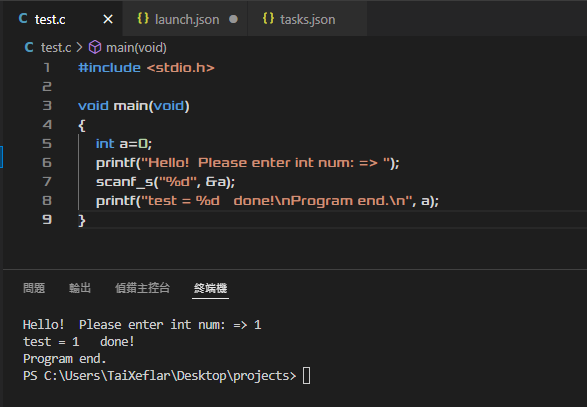 test.c launch.json tasks.json
test.c > main(void)
1 #include <stdio.h>
2
3 void main(void)
4 {
5 int a=0;
6 printf("Hello!  Please enter int num: => ");
7 scanf_s("%d", &a);
8 printf("test = %d   done!\nProgram end.\n", a);
9 }
問題 輸出 偵錯主控台 終端機
Hello!  Please enter int num: => 1
test = 1   done!
Program end.
PS C:\Users\TaiXeflar\Desktop\projects>